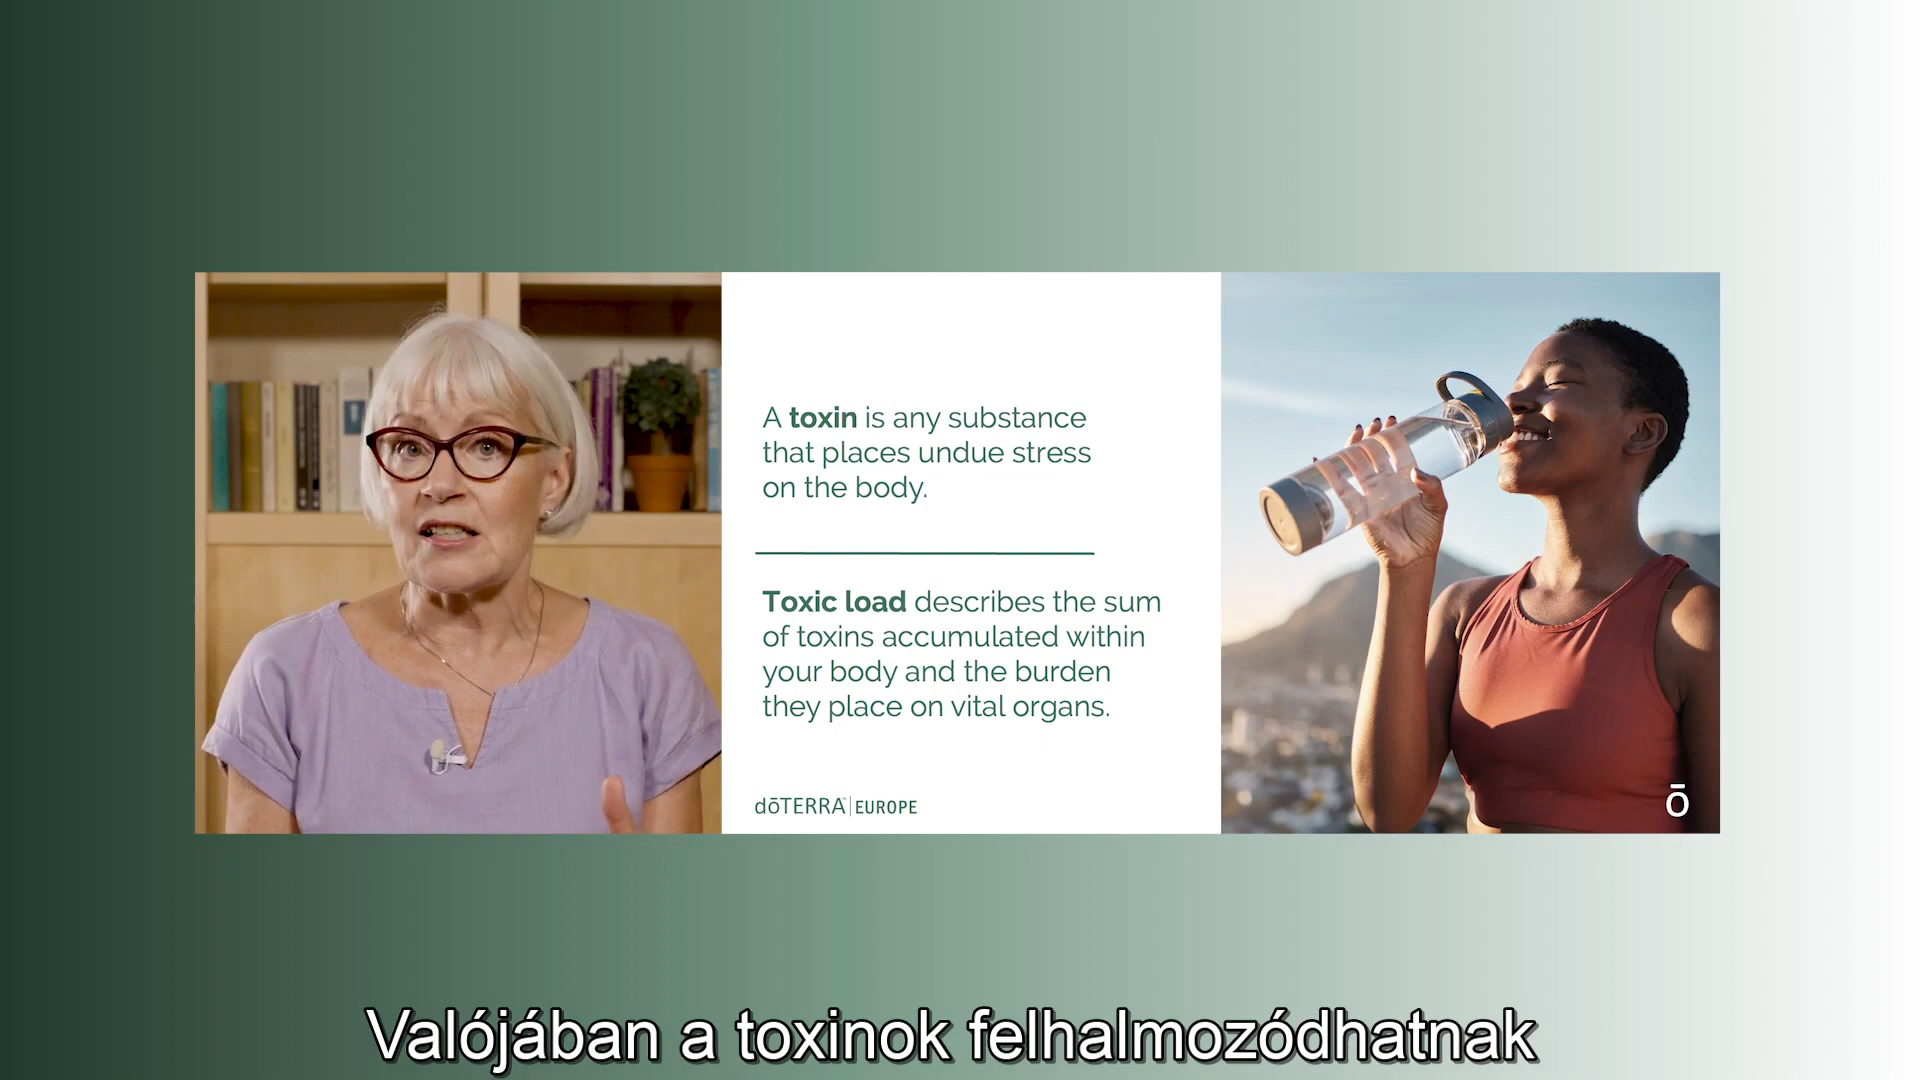 A toxin is any substance
that places undue stress
on the body.
Toxic load describes the sum
of toxins accumulated within
your body and the burden
they place on vital organs.
dōTERRA™ | EUROPE
ō
Valójában a toxinok felhalmozódhatnak